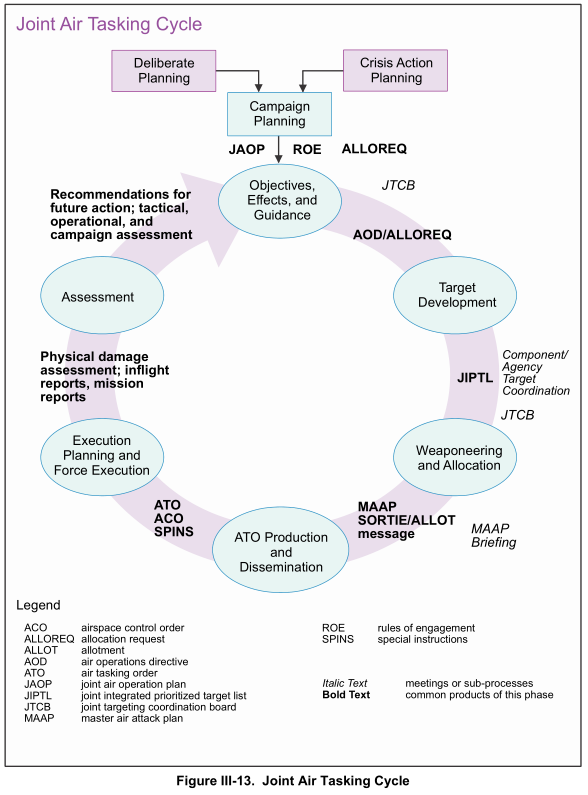 Joint Air Tasking Cycle
Deliberate
Planning
Crisis Action
Planning
Campaign
Planning
JAOP ROE ALLOREQ
Objectives,
Effects, and
Guidance
JTCB
AOD/ALLOREQ
Target
Development
Component/
Agency
Target
Coordination
JIPTL
JTCB
Weaponeering
and Allocation
MAAP
SORTIE/ALLOT
message
MAAP
Briefing
ATO Production
and
Dissemination
ATO
ACO
SPINS
Execution
Planning and
Force Execution
Physical damage
assessment; inflight
reports, mission
reports
Assessment
Recommendations for
future action; tactical,
operational, and
campaign assessment
Legend
ACO airspace control order
ALLOREQ allocation request
ALLOT allotment
AOD air operations directive
ATO air tasking order
JAOP joint air operation plan
JIPTL joint integrated prioritized target list
JTCB joint targeting coordination board
MAAP master air attack plan
ROE rules of engagement
SPINS special instructions
Italic Text meetings or sub-processes
Bold Text common products of this phase
Figure III-13. Joint Air Tasking Cycle